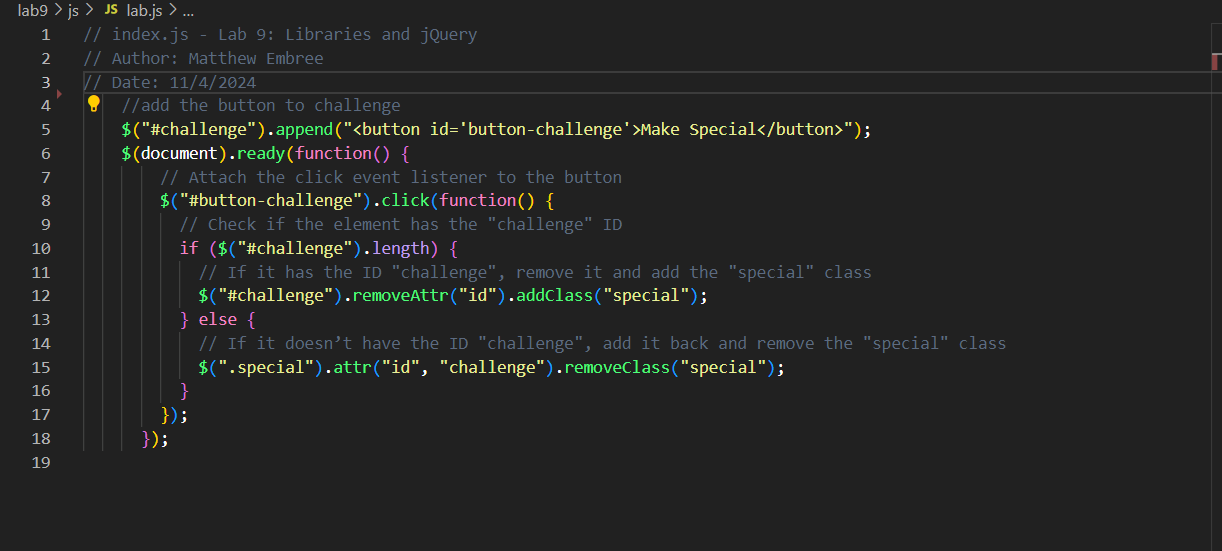 lab9 > js > JS lab.js > ...
1 // index.js - Lab 9: Libraries and jQuery
2 // Author: Matthew Embree
3 // Date: 11/4/2024
4 //add the button to challenge
5 $("#challenge").append("<button id='button-challenge'>Make Special</button>");
6 $(document).ready(function() {
7 // Attach the click event listener to the button
8 $("#button-challenge").click(function() {
9 // Check if the element has the "challenge" ID
10 if ($("#challenge").length) {
11 // If it has the ID "challenge", remove it and add the "special" class
12 $("#challenge").removeAttr("id").addClass("special");
13 } else {
14 // If it doesn’t have the ID "challenge", add it back and remove the "special" class
15 $(".special").attr("id", "challenge").removeClass("special");
16 }
17 });
18 });
19